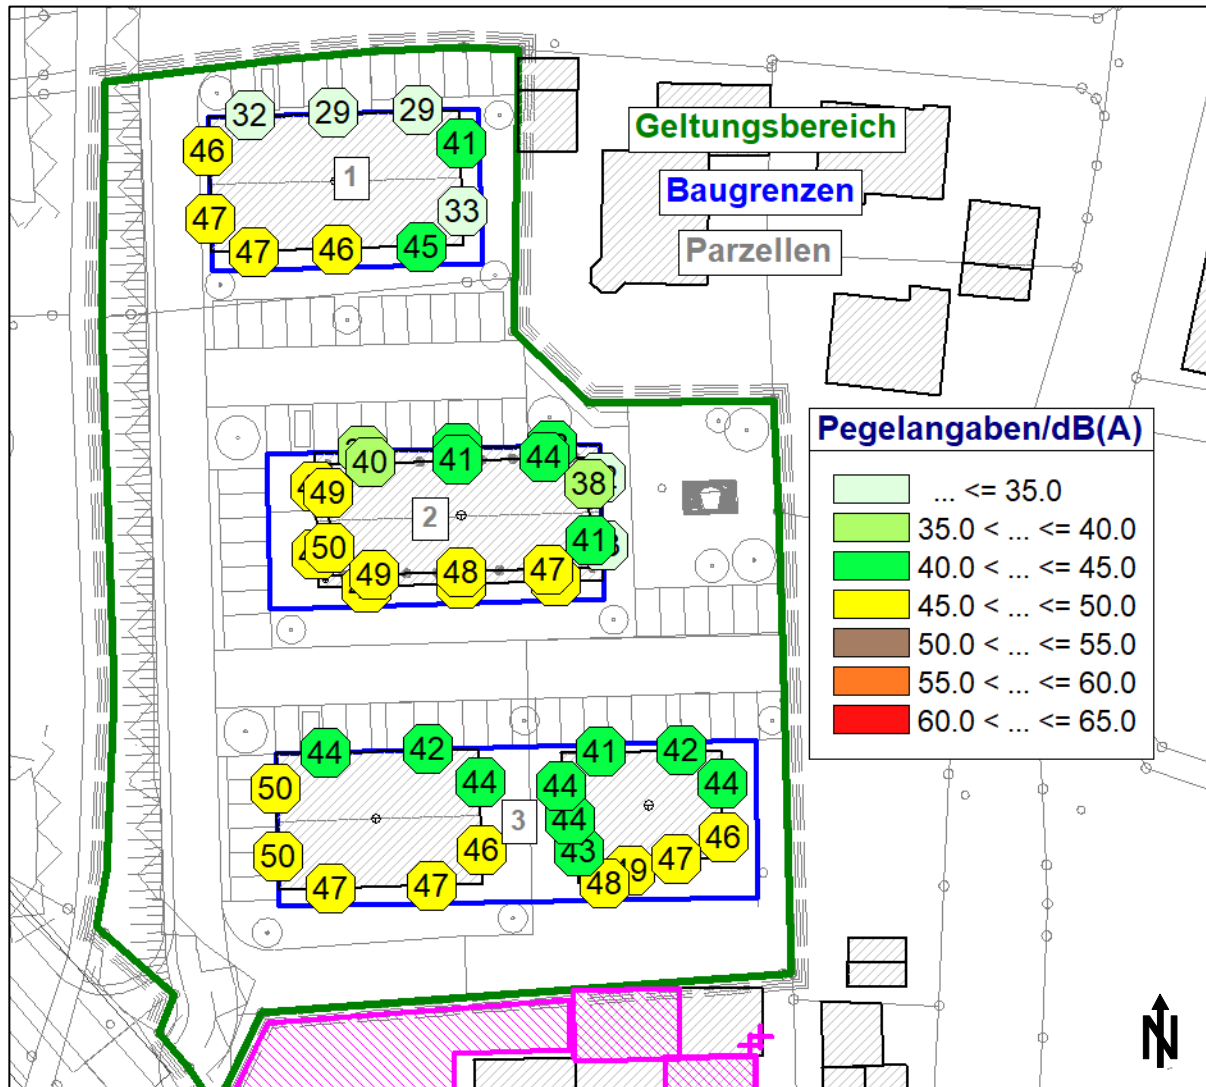 32 29 29
Geltungsbereich
46 41
1
Baugrenzen
47 33
47 46 45
Parzellen
Pegelangaben/dB(A)
... <= 35.0
35.0 < ... <= 40.0
40.0 < ... <= 45.0
45.0 < ... <= 50.0
50.0 < ... <= 55.0
55.0 < ... <= 60.0
60.0 < ... <= 65.0
40 41 44
49 38
2
50 41
49 48 47
44 42 41 42
50 44 44 44
3 44
50 46 43 46
47 47 48 49 47
N